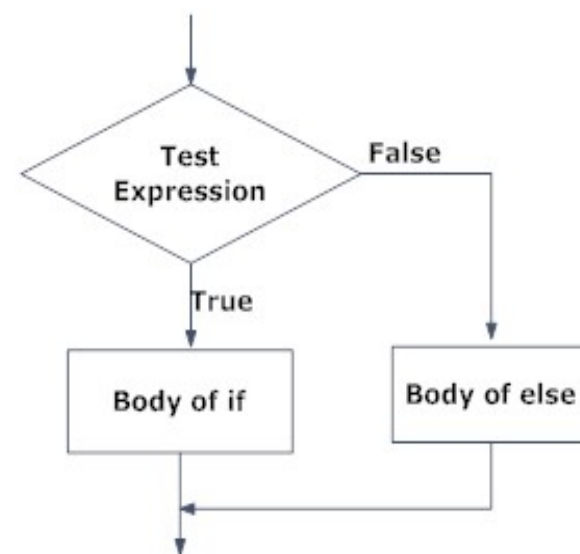 Test
Expression
False
True
Body of if
Body of else